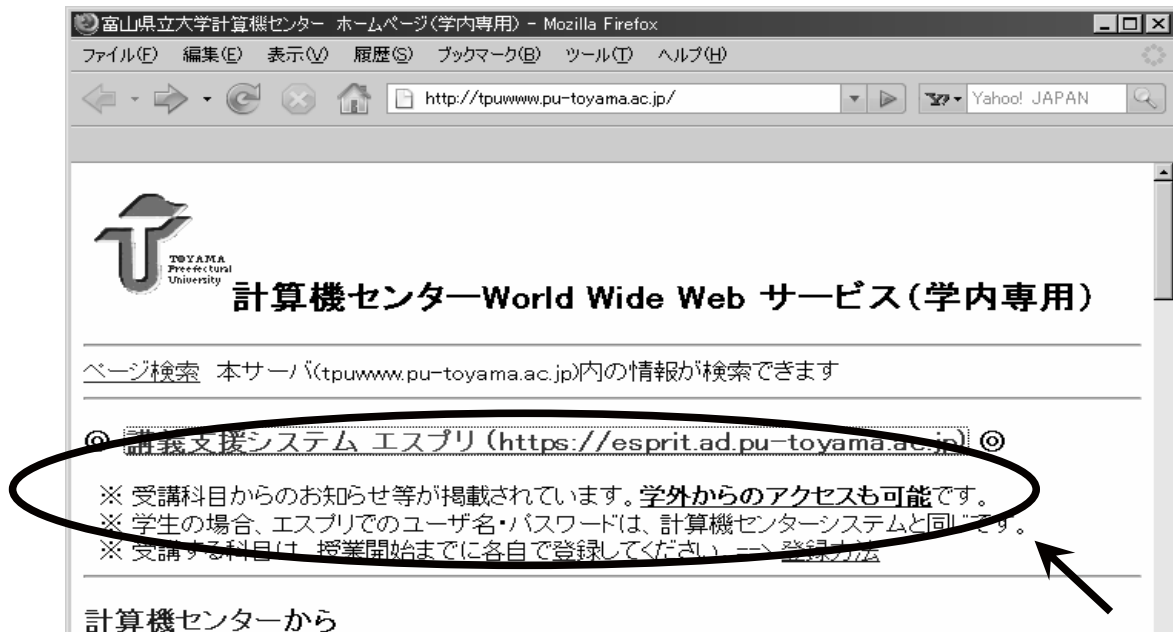 富山県立大学計算機センター ホームページ(学内専用) - Mozilla Firefox
ファイル(F) 編集(E) 表示(V) 履歴(S) ブックマーク(B) ツール(T) ヘルプ(H)
http://tpuwww.pu-toyama.ac.jp/ Yahoo! JAPAN
TOYAMA
Prefectural
University
計算機センターWorld Wide Web サービス(学内専用)
ページ検索 本サーバ(tpuwww.pu-toyama.ac.jp)内の情報が検索できます
◎ 講義支援システム エスプリ (https://esprit.ad.pu-toyama.ac.jp) ◎
※ 受講科目からのお知らせ等が掲載されています。学外からのアクセスも可能です。
※ 学生の場合、エスプリでのユーザ名・パスワードは、計算機センターシステムと同じです。
※ 受講する科目は、授業開始までに各自で登録してください --> 登録方法
計算機センターから